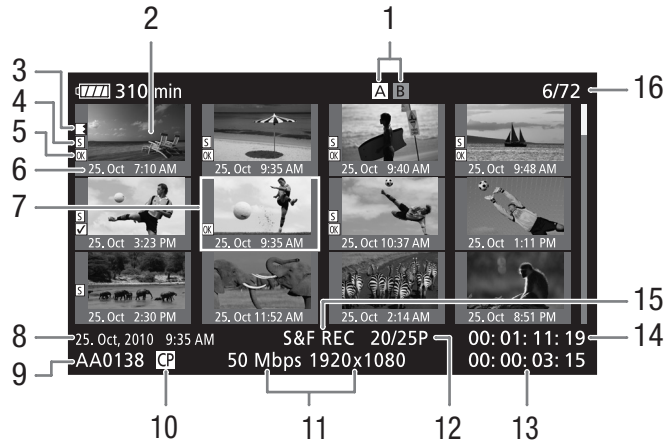 1
2
3
4
5
6
7
8
9
10
11
12
13
14
15
16
310 min A B 6/72
S OK 25. Oct 7:10 AM
S OK 25. Oct 9:35 AM
S OK 25. Oct 9:40 AM
S OK 25. Oct 9:48 AM
S ✓ 25. Oct 3:23 PM
OK 25. Oct 9:35 AM
S 25. Oct 10:37 AM
25. Oct 1:11 PM
S 25. Oct 2:30 PM
25. Oct 11:52 AM
25. Oct 2:14 AM
25. Oct 8:51 PM
25. Oct, 2010 9:35 AM S&F REC 20/25P 00: 01: 11: 19
AA0138 CP 50 Mbps 1920x1080 00: 00: 03: 15